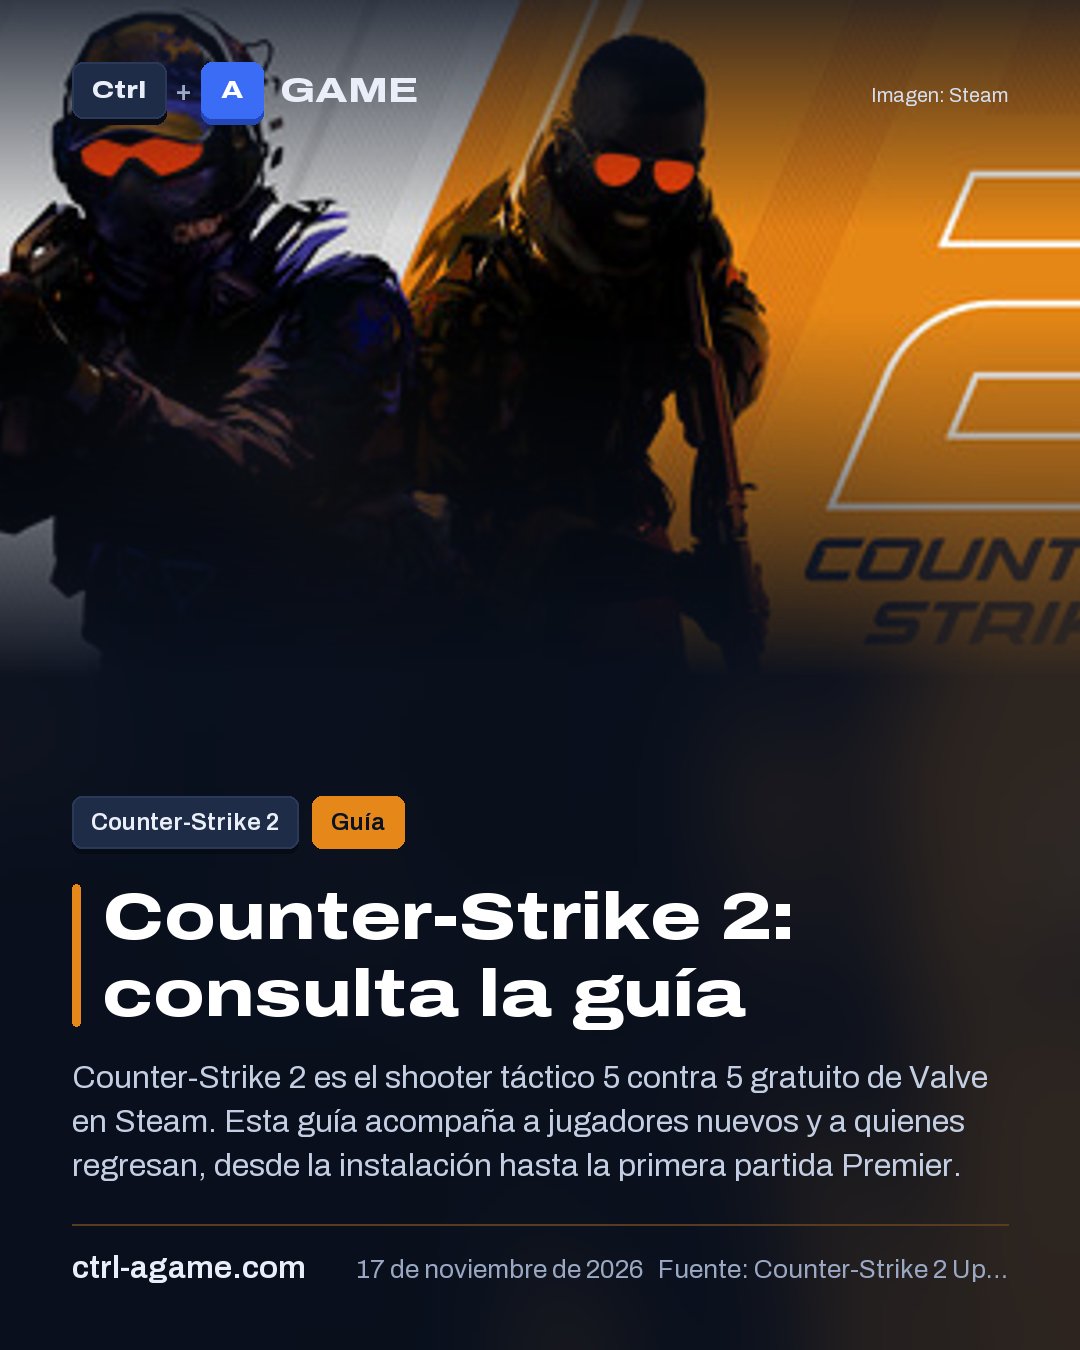 Ctrl + A GAME
Imagen: Steam
2
COUNT
STRIK
Counter-Strike 2
Guía
Counter-Strike 2:
consulta la guía
Counter-Strike 2 es el shooter táctico 5 contra 5 gratuito de Valve
en Steam. Esta guía acompaña a jugadores nuevos y a quienes
regresan, desde la instalación hasta la primera partida Premier.
ctrl-agame.com
17 de noviembre de 2026 Fuente: Counter-Strike 2 Up...